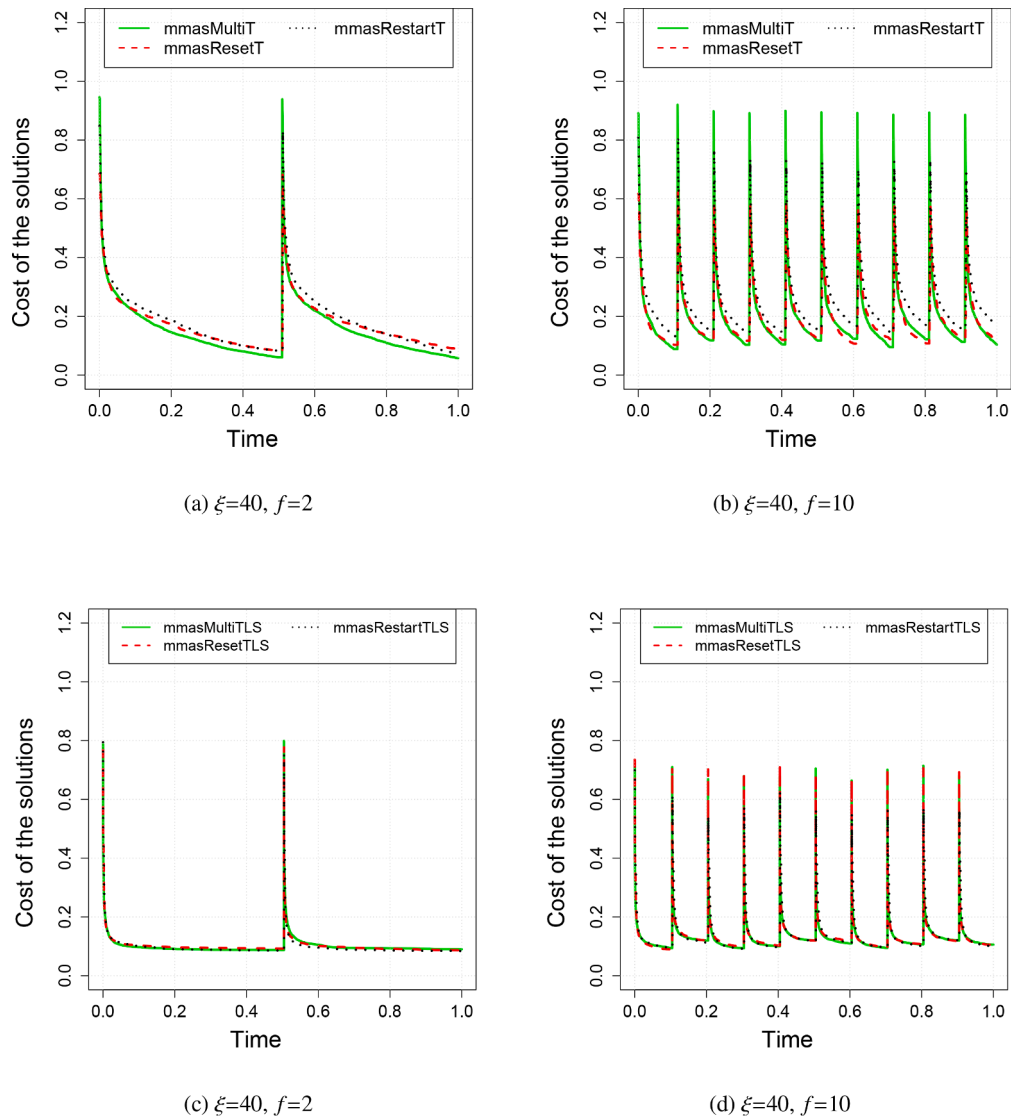 mmasMultiT
mmasResetT
mmasRestartT
Cost of the solutions
0.0 0.2 0.4 0.6 0.8 1.0 1.2
0.0 0.2 0.4 0.6 0.8 1.0
Time
(a) ξ=40, f=2
mmasMultiT
mmasResetT
mmasRestartT
Cost of the solutions
0.0 0.2 0.4 0.6 0.8 1.0 1.2
0.0 0.2 0.4 0.6 0.8 1.0
Time
(b) ξ=40, f=10
mmasMultiTLS
mmasResetTLS
mmasRestartTLS
Cost of the solutions
0.0 0.2 0.4 0.6 0.8 1.0 1.2
0.0 0.2 0.4 0.6 0.8 1.0
Time
(c) ξ=40, f=2
mmasMultiTLS
mmasResetTLS
mmasRestartTLS
Cost of the solutions
0.0 0.2 0.4 0.6 0.8 1.0 1.2
0.0 0.2 0.4 0.6 0.8 1.0
Time
(d) ξ=40, f=10